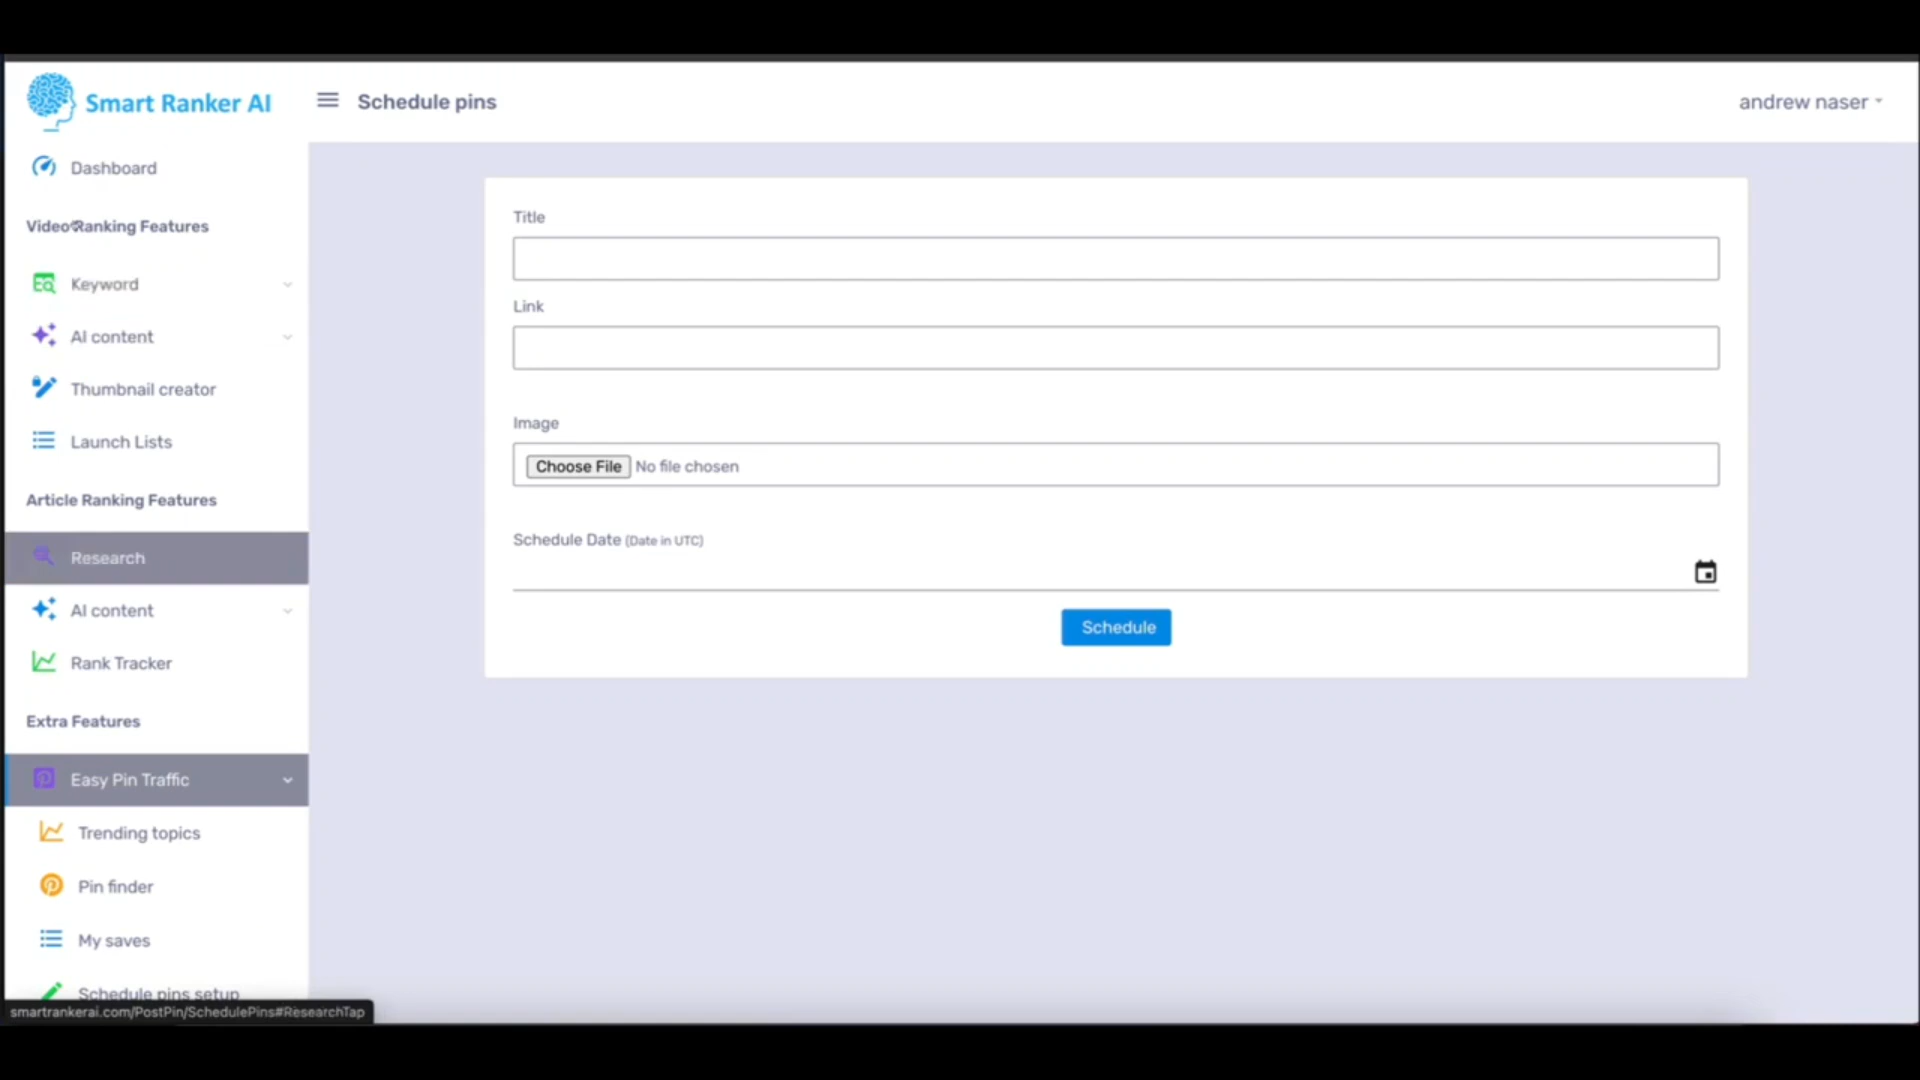 Smart Ranker AI
Schedule pins
andrew naser
Dashboard
Video Ranking Features
Keyword
AI content
Thumbnail creator
Launch Lists
Article Ranking Features
Research
AI content
Rank Tracker
Extra Features
Easy Pin Traffic
Trending topics
Pin finder
My saves
Schedule pins setup
smartrankerai.com/PostPin/SchedulePins#ResearchTap
Title
Link
Image
Choose File No file chosen
Schedule Date (Date in UTC)
Schedule